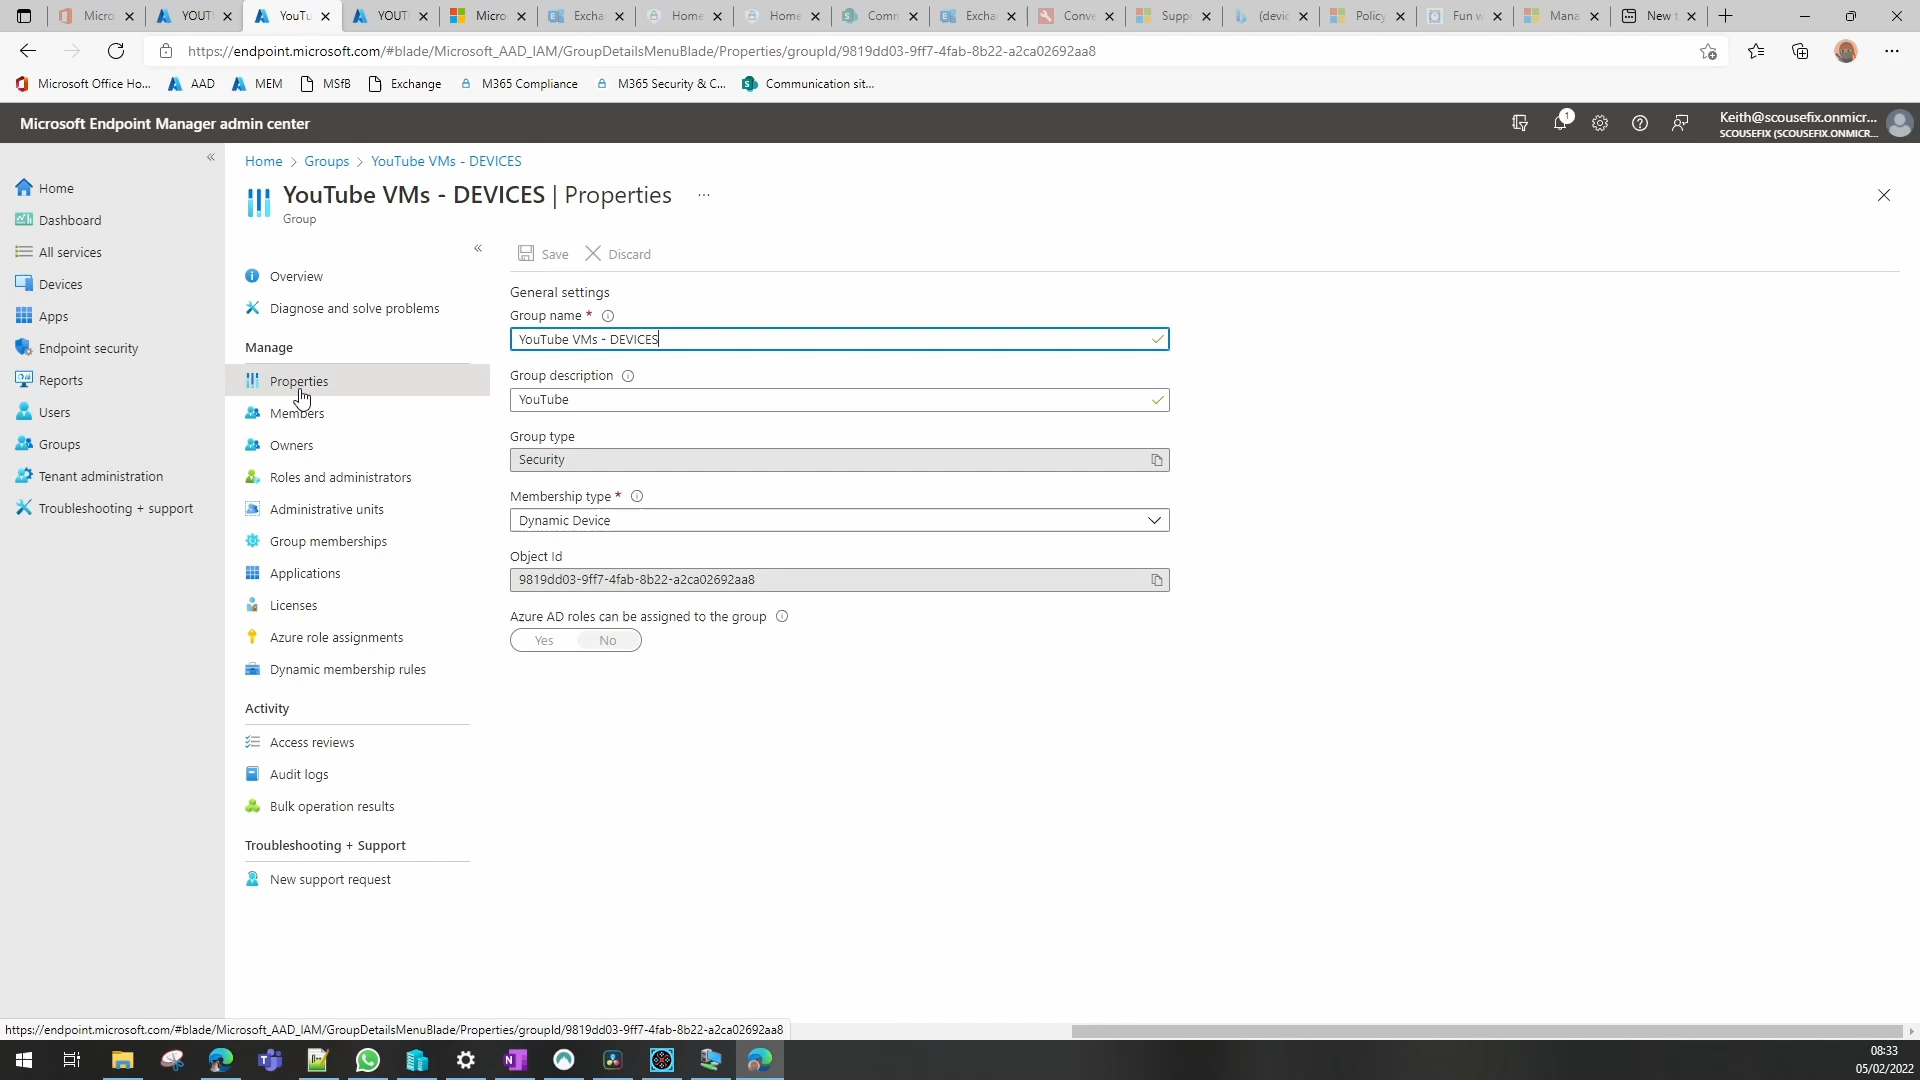 Micro
YOUT
YouTu
YOUT
Micro
Excha
Home
Home
Comm
Excha
Conve
Supp
(devic
Policy
Fun w
Mana
New t
https://endpoint.microsoft.com/#blade/Microsoft_AAD_IAM/GroupDetailsMenuBlade/Properties/groupId/9819dd03-9ff7-4fab-8b22-a2ca02692aa8
Microsoft Office Ho...
AAD
MEM
MSfB
Exchange
M365 Compliance
M365 Security & C...
Communication sit...
Microsoft Endpoint Manager admin center
1
Keith@scousefix.onmicr...
SCOUSEFIX (SCOUSEFIX.ONMICR...
Home
Dashboard
All services
Devices
Apps
Endpoint security
Reports
Users
Groups
Tenant administration
Troubleshooting + support
Home > Groups > YouTube VMs - DEVICES
YouTube VMs - DEVICES | Properties ...
Group
Overview
Diagnose and solve problems
Manage
Properties
Members
Owners
Roles and administrators
Administrative units
Group memberships
Applications
Licenses
Azure role assignments
Dynamic membership rules
Activity
Access reviews
Audit logs
Bulk operation results
Troubleshooting + Support
New support request
Save
Discard
General settings
Group name *
YouTube VMs - DEVICES
Group description
YouTube
Group type
Security
Membership type *
Dynamic Device
Object Id
9819dd03-9ff7-4fab-8b22-a2ca02692aa8
Azure AD roles can be assigned to the group
Yes No
https://endpoint.microsoft.com/#blade/Microsoft_AAD_IAM/GroupDetailsMenuBlade/Properties/groupId/9819dd03-9ff7-4fab-8b22-a2ca02692aa8
08:33
05/02/2022